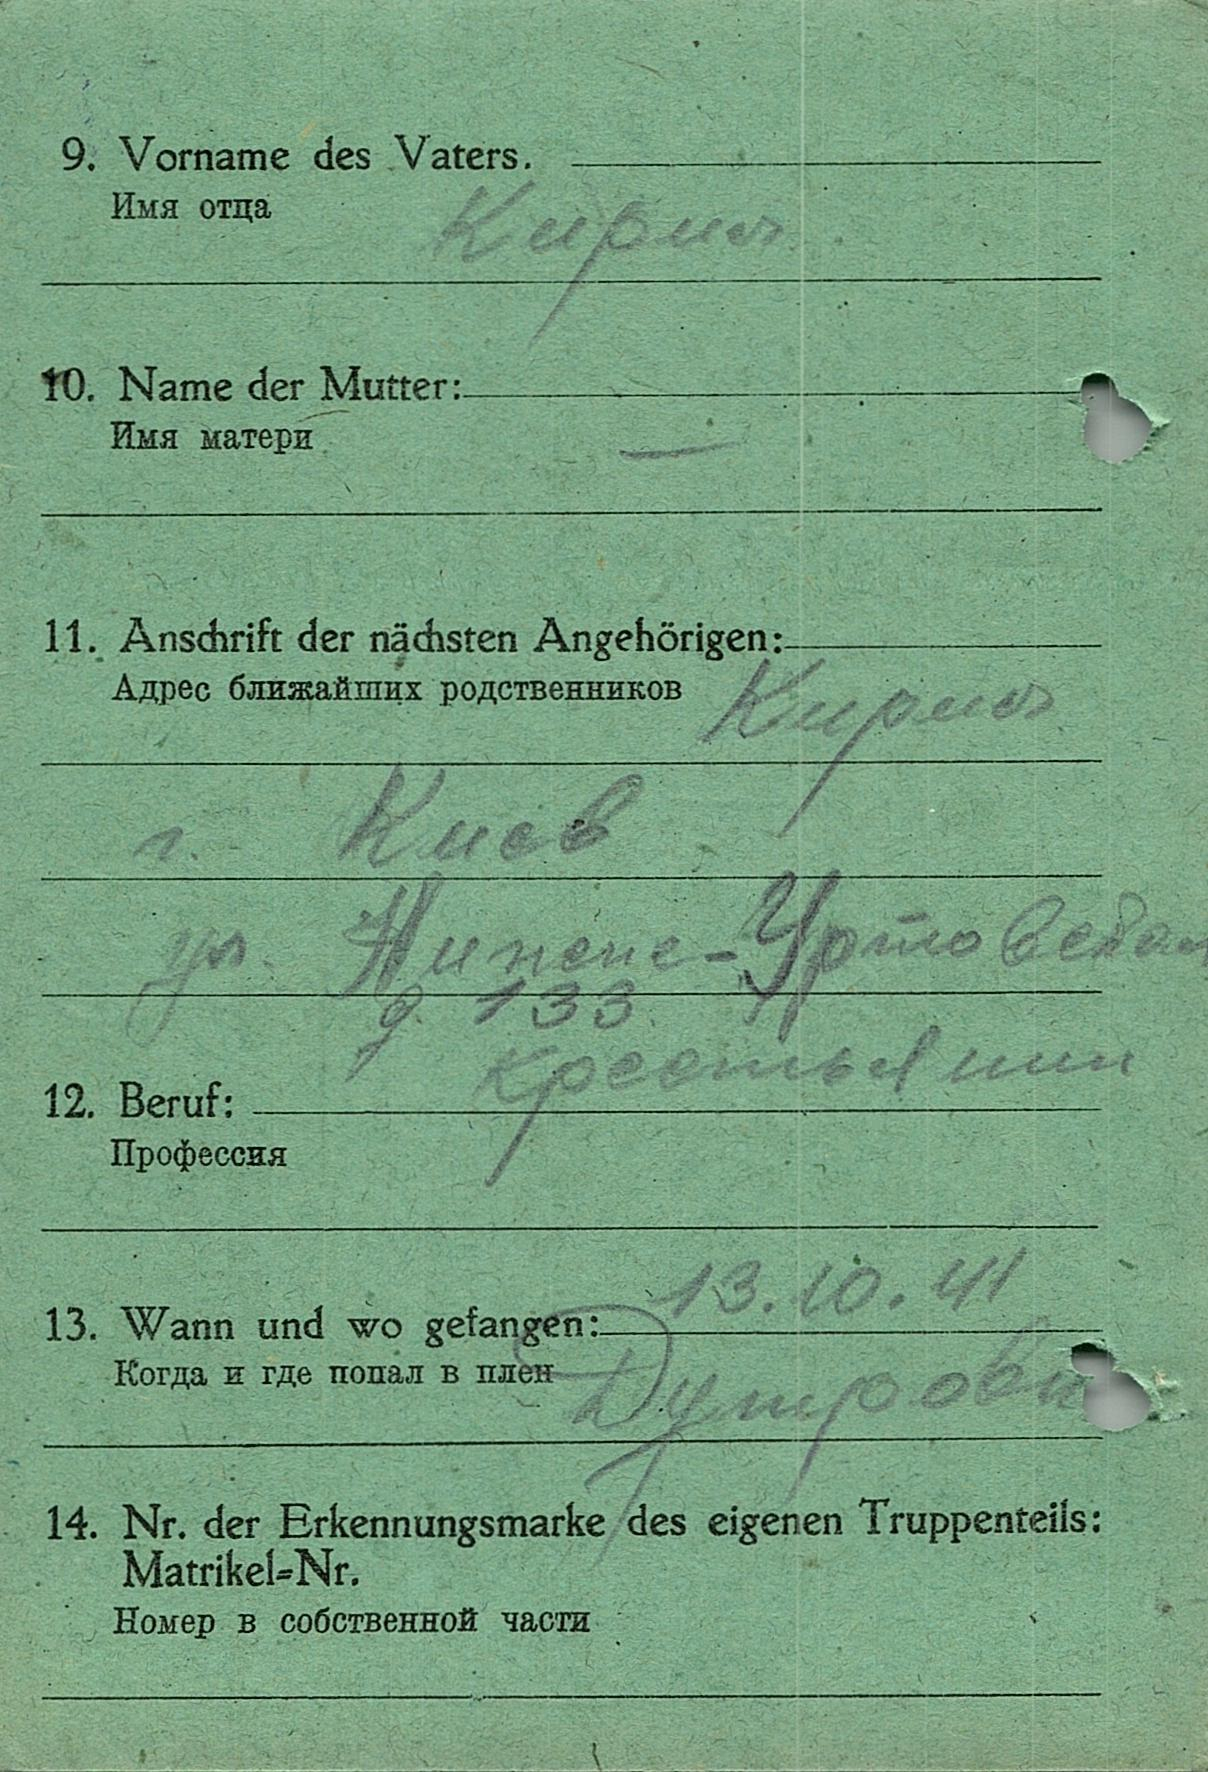 9. Vorname des Vaters.
Имя отца
Кирил
10. Name der Mutter:
Имя матери
—
11. Anschrift der nächsten Angehörigen:
Адрес ближайших родственников
Кирил
г. Киев
ул.
д. 133
крестьянин
12. Beruf:
Профессия
13.10.41
13. Wann und wo gefangen:
Когда и где попал в плен
14. Nr. der Erkennungsmarke des eigenen Truppenteils:
Matrikel=Nr.
Номер в собственной части